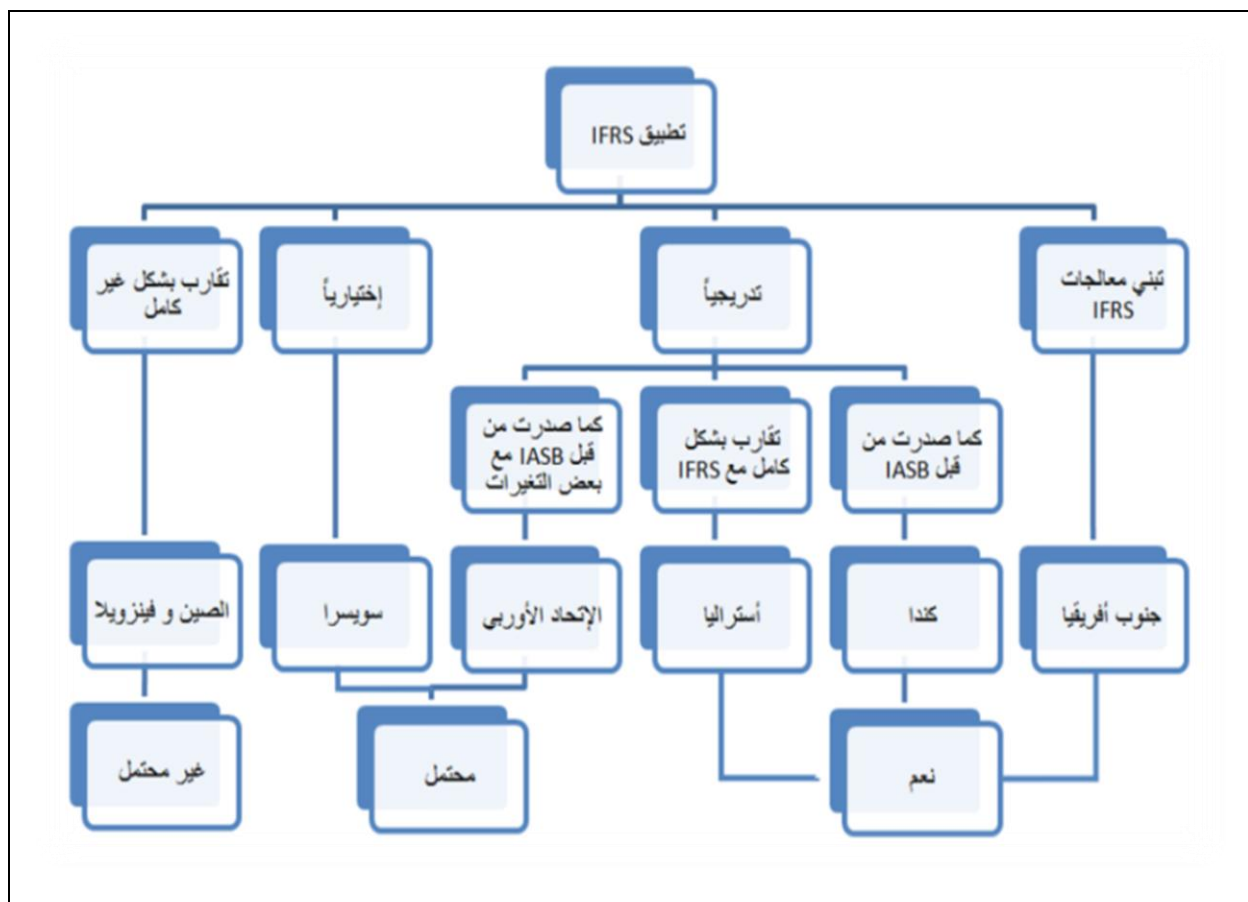 تطبيق IFRS
تبني معالجات
IFRS
تدريجياً
إختيارياً
تقارب بشكل غير
كامل
كما صدرت من
قبل IASB
تقارب بشكل
كامل مع IFRS
كما صدرت من
قبل IASB مع
بعض التغيرات
جنوب أفريقيا
كندا
أستراليا
الإتحاد الأوربي
سويسرا
الصين و فينزويلا
نعم
محتمل
غير محتمل